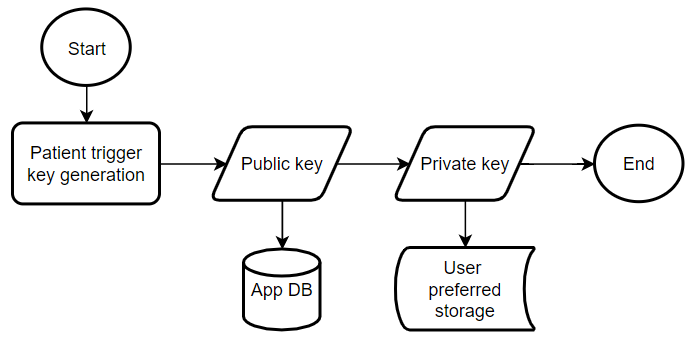 Start
Patient trigger
key generation
Public key
Private key
End
App DB
User
preferred
storage